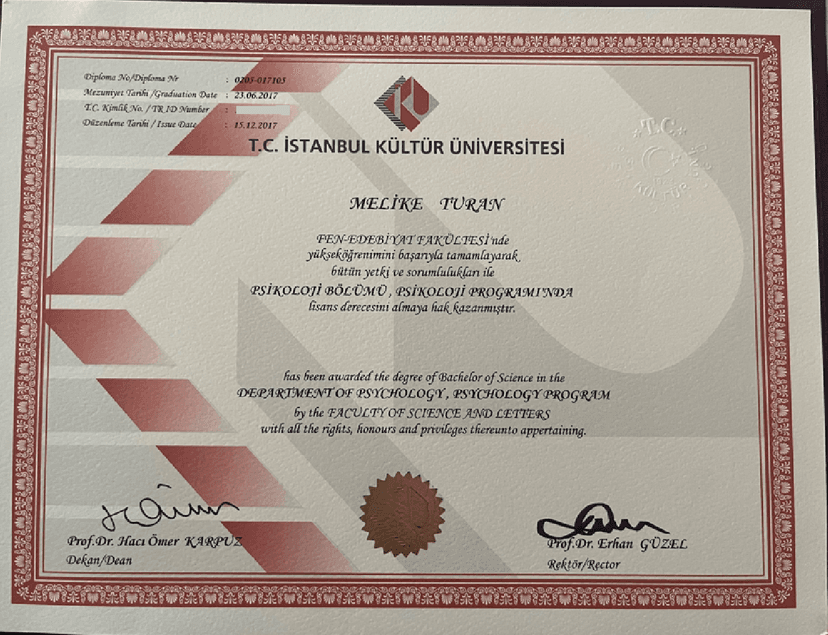 Diploma No/Diploma Nr : 0205-017105
Mezuniyet Tarihi /Graduation Date : 23.06.2017
T.C. Kimlik No. / TR ID Number :
Düzenleme Tarihi / Issue Date : 15.12.2017
KU
T.C. İSTANBUL KÜLTÜR ÜNİVERSİTESİ
T.C.
MELİKE TURAN
FEN-EDEBİYAT FAKÜLTESİ'nde
yükseköğrenimini başarıyla tamamlayarak,
bütün yetki ve sorumlulukları ile
PSİKOLOJİ BÖLÜMÜ , PSİKOLOJİ PROGRAMI'NDA
lisans derecesini almaya hak kazanmıştır.
has been awarded the degree of Bachelor of Science in the
DEPARTMENT OF PSYCHOLOGY , PSYCHOLOGY PROGRAM
by the FACULTY OF SCIENCE AND LETTERS
with all the rights, honours and privileges thereunto appertaining.
Prof.Dr. Hacı Ömer KARPUZ
Dekan/Dean
Prof.Dr. Erhan GÜZEL
Rektör/Rector